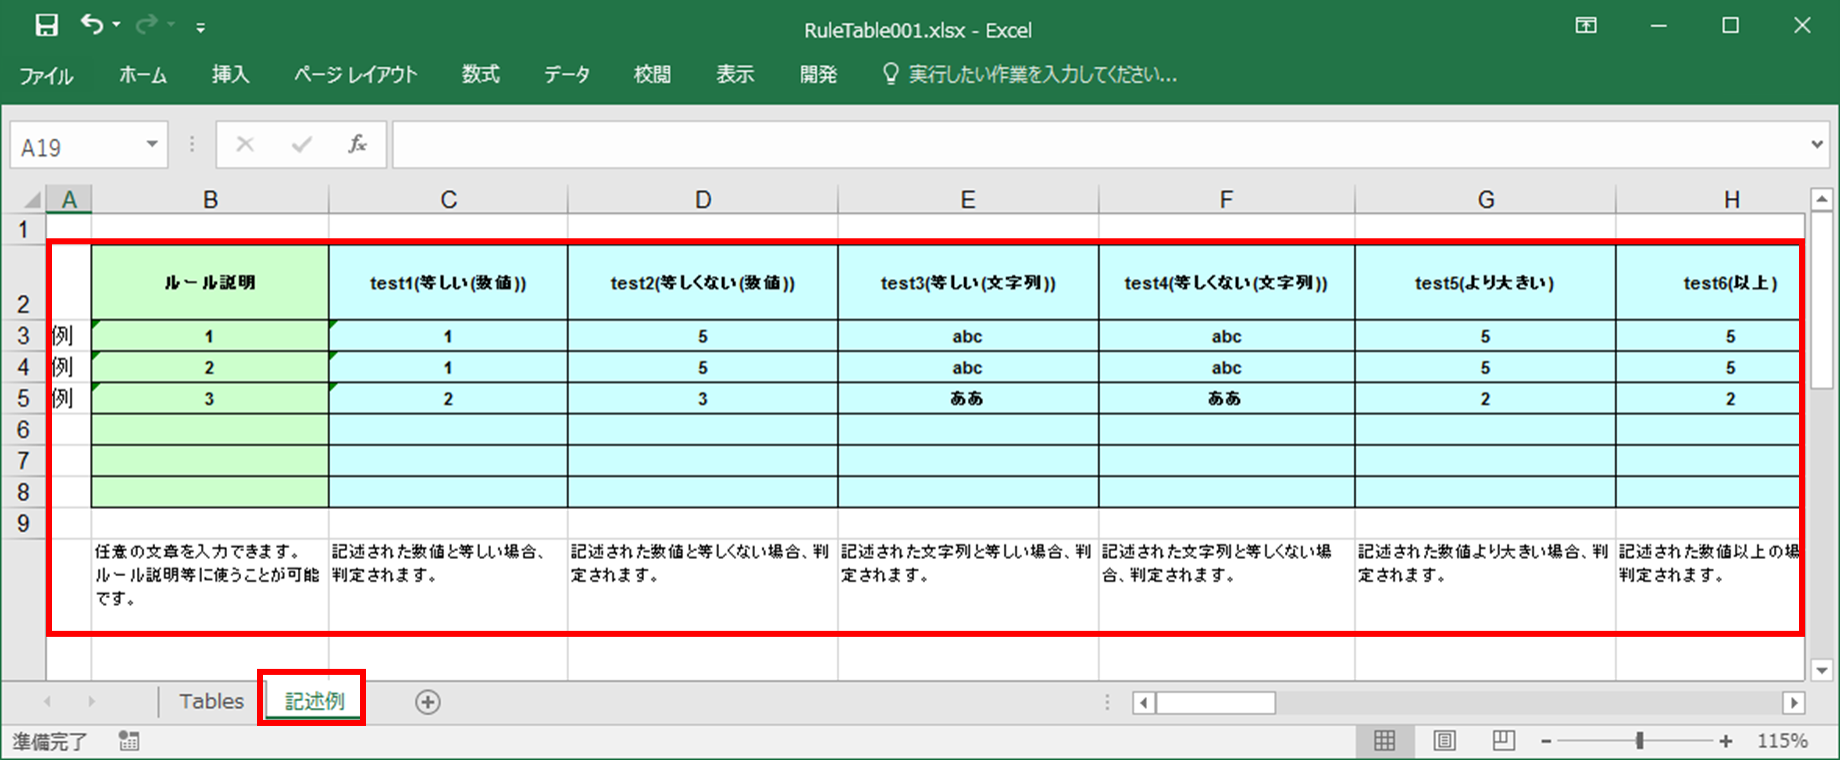 RuleTable001.xlsx - Excel
ファイル ホーム 挿入 ページ レイアウト 数式 データ 校閲 表示 開発 実行したい作業を入力してください...
A19 fx
A B C D E F G H
1
2 ルール説明 test1(等しい(数値)) test2(等しくない(数値)) test3(等しい(文字列)) test4(等しくない(文字列)) test5(より大きい) test6(以上)
3 例 1 1 5 abc abc 5 5
4 例 2 1 5 abc abc 5 5
5 例 3 2 3 ああ ああ 2 2
6
7
8
9
任意の文章を入力できます。 記述された数値と等しい場合、 記述された数値と等しくない場合、判 記述された文字列と等しい場合、判 記述された文字列と等しくない場 記述された数値より大きい場合、判 記述された数値以上の場
ルール説明等に使うことが可能 判定されます。 定されます。 定されます。 合、判定されます。 定されます。 判定されます。
です。
Tables 記述例
準備完了 115%